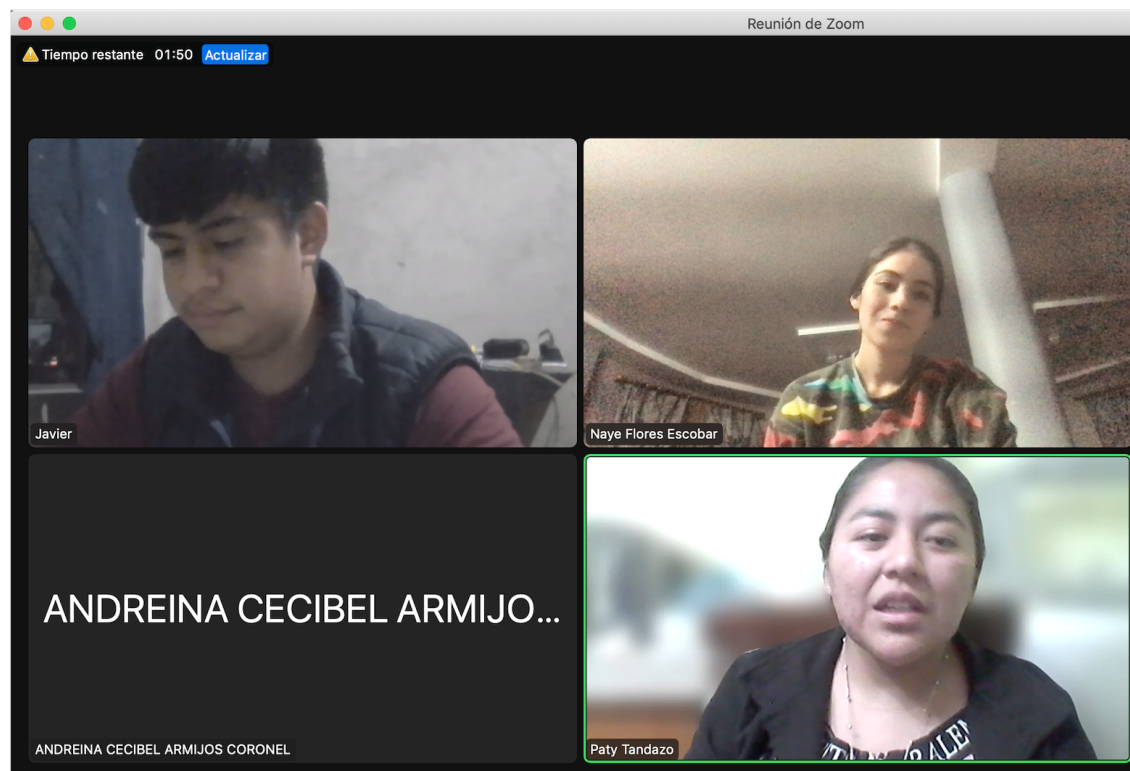 Reunión de Zoom
Tiempo restante 01:50 Actualizar
Javier
Naye Flores Escobar
ANDREINA CECIBEL ARMIJO...
ANDREINA CECIBEL ARMIJOS CORONEL
Paty Tandazo